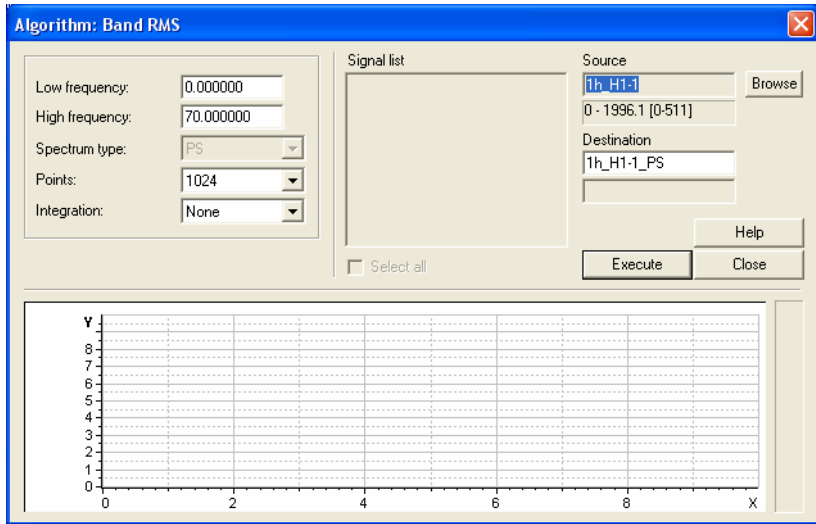 Algorithm: Band RMS
Low frequency: 0.000000
High frequency: 70.000000
Spectrum type: PS
Points: 1024
Integration: None
Signal list
Select all
Source
1h_H1-1
Browse
0 - 1996.1 [0-511]
Destination
1h_H1-1_PS
Help
Execute
Close
Y
8
7
6
5
4
3
2
1
0
0 2 4 6 8 X